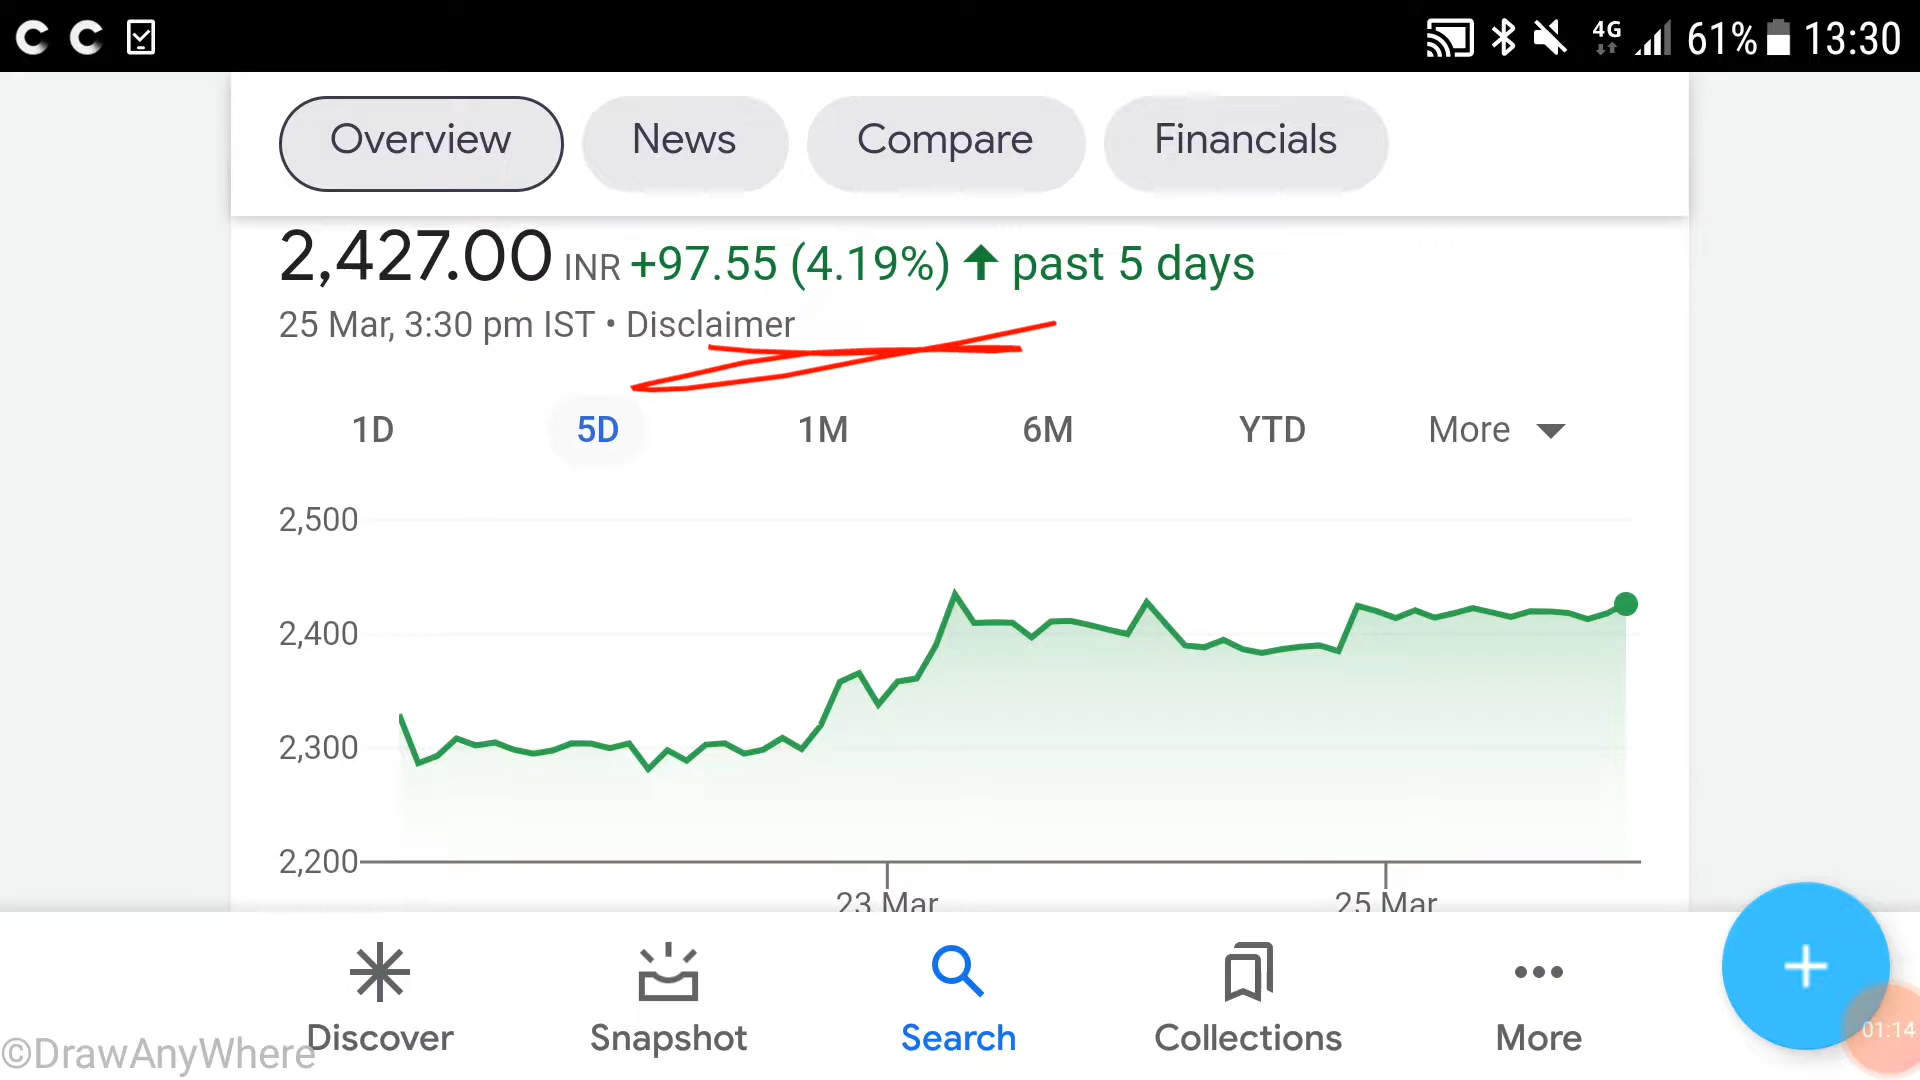 4G 61% 13:30
Overview News Compare Financials
2,427.00 INR +97.55 (4.19%) past 5 days
25 Mar, 3:30 pm IST • Disclaimer
1D 5D 1M 6M YTD More
2,500
2,400
2,300
2,200
23 Mar 25 Mar
Discover Snapshot Search Collections More
01:14
©DrawAnyWhere